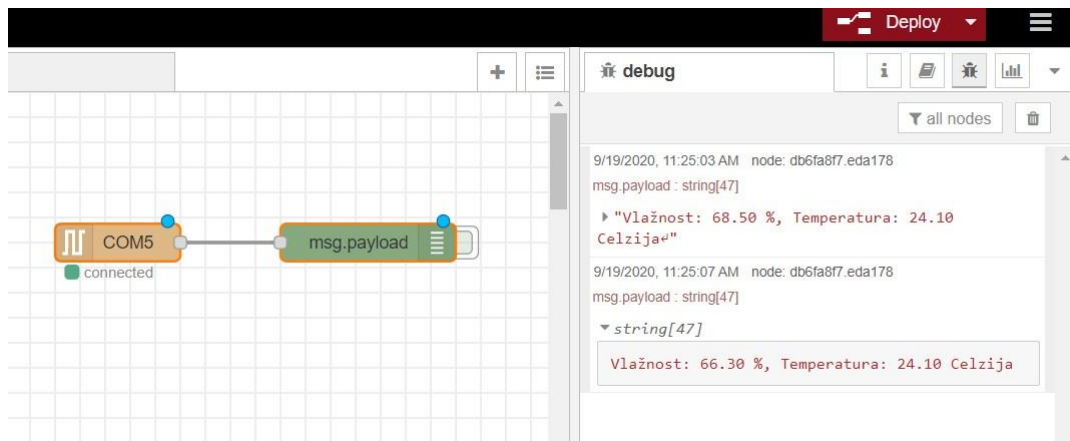 Deploy
debug
i
all nodes
9/19/2020, 11:25:03 AM node: db6fa8f7.eda178
msg.payload : string[47]
"Vlažnost: 68.50 %, Temperatura: 24.10
Celzija↵"
COM5
msg.payload
connected
9/19/2020, 11:25:07 AM node: db6fa8f7.eda178
msg.payload : string[47]
string[47]
Vlažnost: 66.30 %, Temperatura: 24.10 Celzija